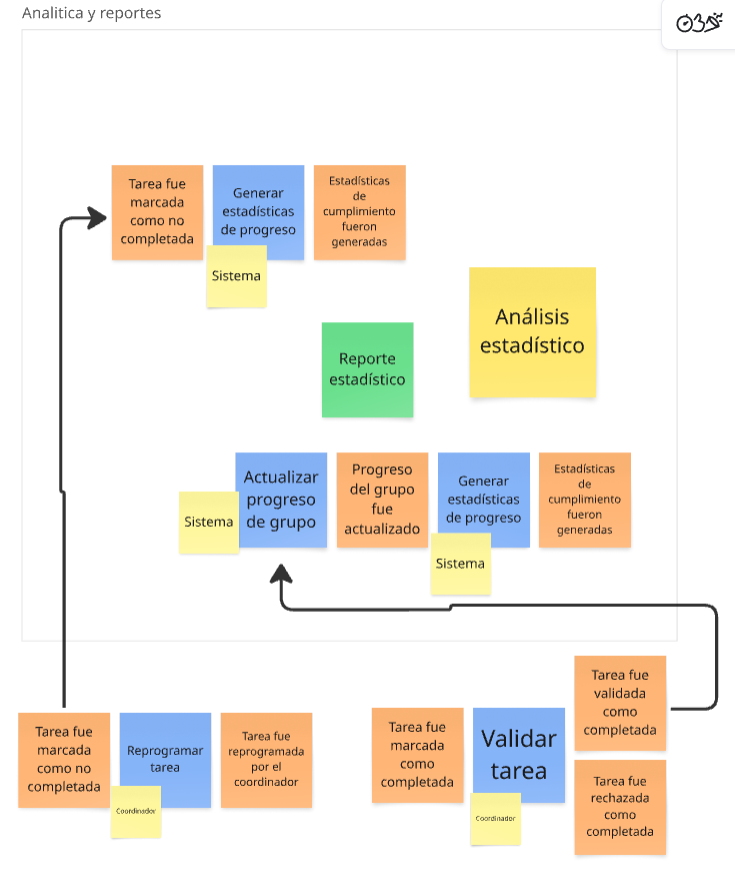 Analitica y reportes
Tarea fue
marcada
como no
completada
Generar
estadísticas
de progreso
Estadísticas
de
cumplimiento
fueron
generadas
Sistema
Análisis
estadístico
Reporte
estadístico
Sistema
Actualizar
progreso
de grupo
Progreso
del grupo
fue
actualizado
Generar
estadísticas
de progreso
Estadísticas
de
cumplimiento
fueron
generadas
Sistema
Tarea fue
marcada
como no
completada
Reprogramar
tarea
Tarea fue
reprogramada
por el
coordinador
Coordinador
Tarea fue
marcada
como
completada
Validar
tarea
Coordinador
Tarea fue
validada
como
completada
Tarea fue
rechazada
como
completada